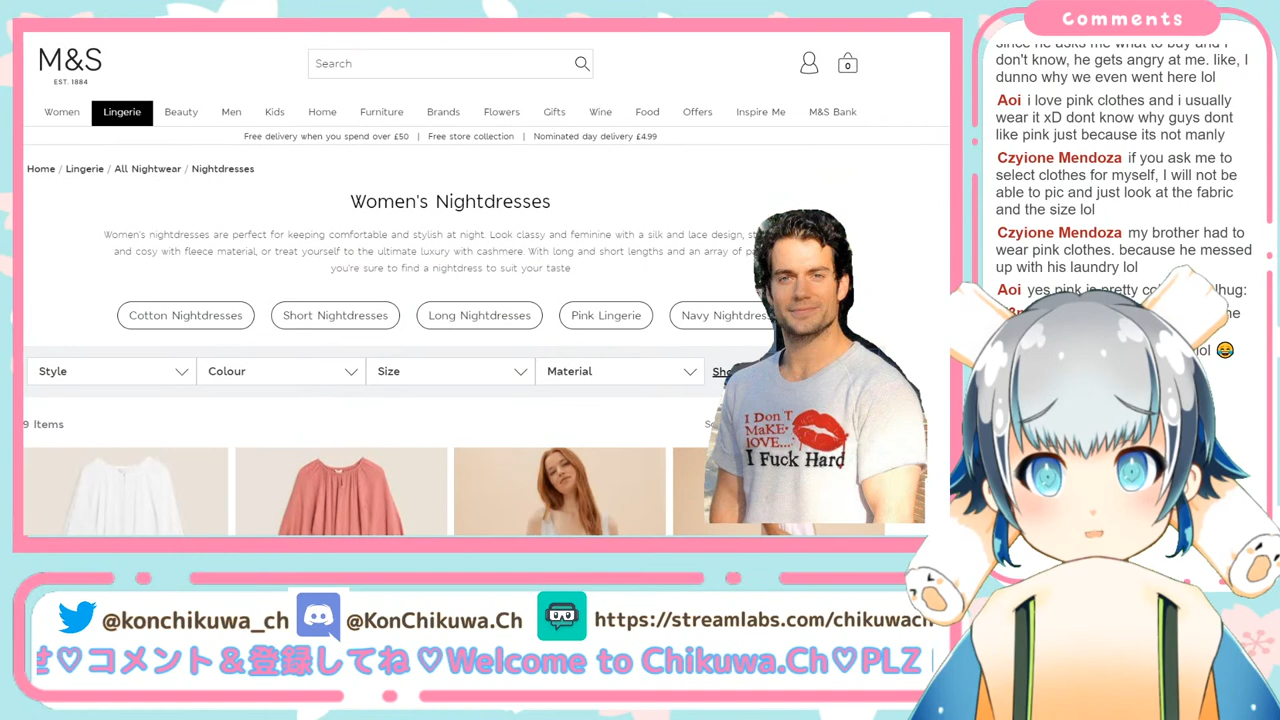 M&S
EST. 1884
Search
0
Women Lingerie Beauty Men Kids Home Furniture Brands Flowers Gifts Wine Food Offers Inspire Me M&S Bank
Free delivery when you spend over £50 | Free store collection | Nominated day delivery £4.99
Home / Lingerie / All Nightwear / Nightdresses
Women's Nightdresses
Women's nightdresses are perfect for keeping comfortable and stylish at night. Look classy and feminine with a silk and lace design,
and cosy with fleece material, or treat yourself to the ultimate luxury with cashmere. With long and short lengths and an array of
you're sure to find a nightdress to suit your taste
Cotton Nightdresses Short Nightdresses Long Nightdresses Pink Lingerie Navy Nightdress
Style Colour Size Material
9 Items
I DonT
MaKe
love...
I Fuck Hard
Comments
since he asks me what to buy and I
don't know, he gets angry at me. like, I
dunno why we even went here lol
Aoi i love pink clothes and i usually
wear it xD dont know why guys dont
like pink just because its not manly
Czyione Mendoza if you ask me to
select clothes for myself, I will not be
able to pic and just look at the fabric
and the size lol
Czyione Mendoza my brother had to
wear pink clothes. because he messed
up with his laundry lol
Aoi yes pink is pretty
lol 😂
@konchikuwa_ch @KonChikuwa.Ch https://streamlabs.com/chikuwach
せ♡コメント＆登録してね ♡Welcome to Chikuwa.Ch♡PLZ